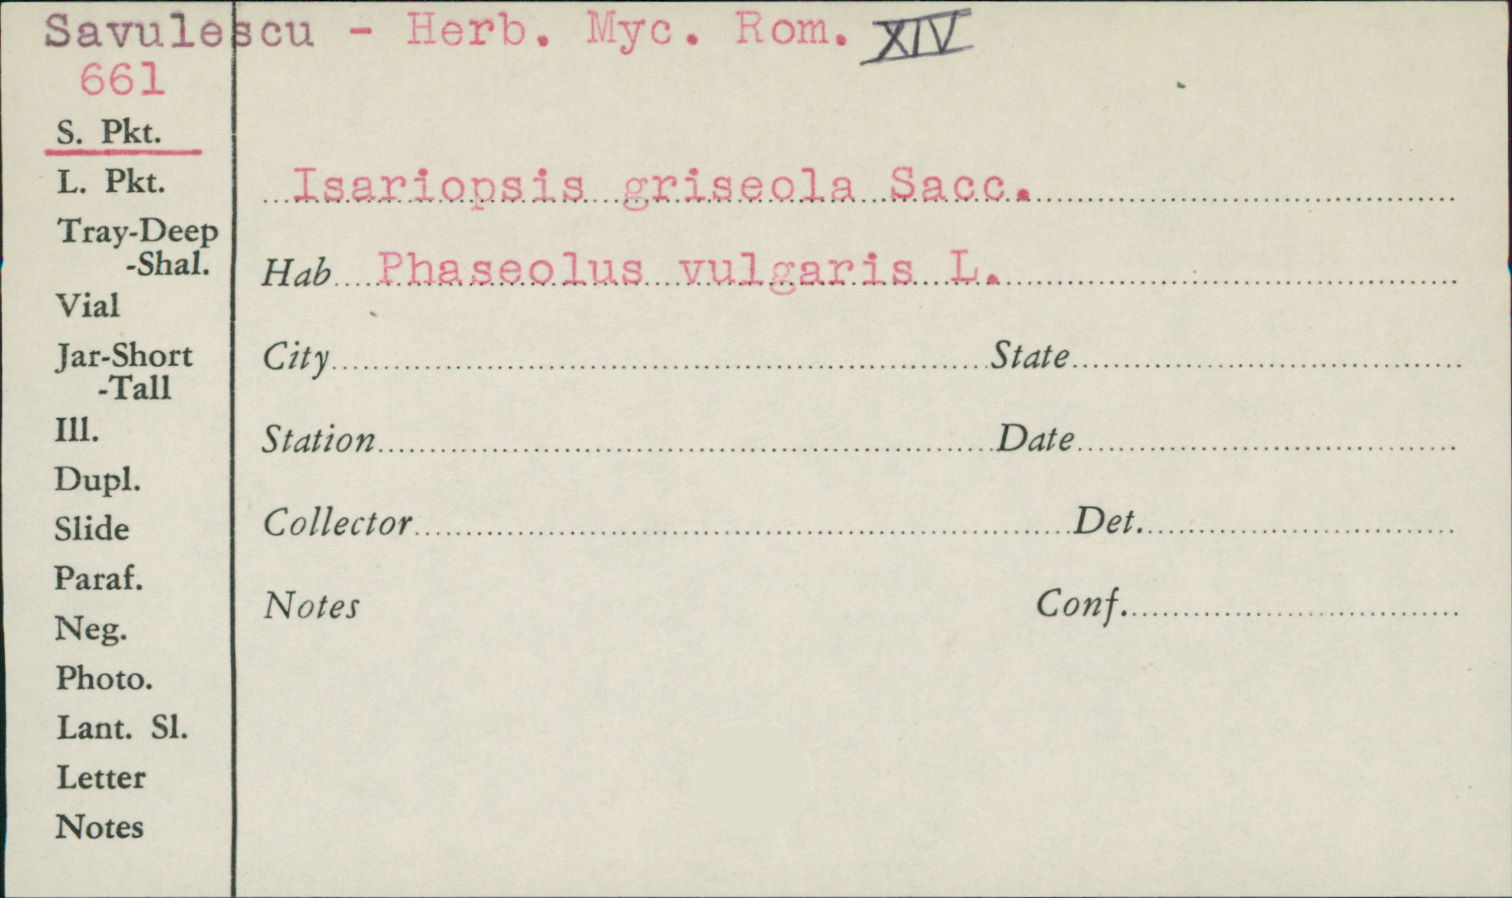 Savulescu - Herb. Myc. Rom. XIV
661
S. Pkt.
L. Pkt.
Tray-Deep
-Shal.
Vial
Jar-Short
-Tall
Ill.
Dupl.
Slide
Paraf.
Neg.
Photo.
Lant. Sl.
Letter
Notes
Isariopsis griseola Sacc.
Hab Phaseolus vulgaris L.
City State
Station Date
Collector Det.
Notes Conf.